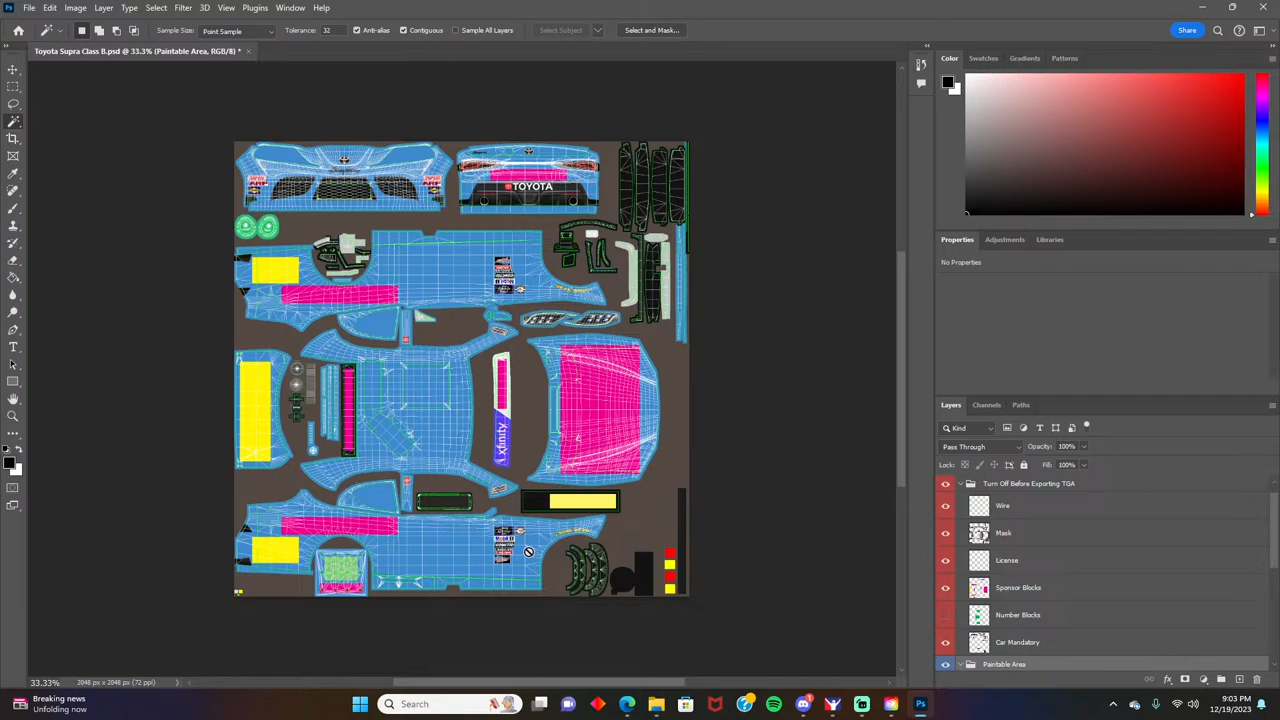 File Edit Image Layer Type Select Filter 3D View Plugins Window Help
Sample Size: Point Sample Tolerance: 32 Anti-alias Contiguous Sample All Layers Select Subject Select and Mask... Share
Toyota Supra Class B.psd @ 33.3% (Paintable Area, RGB/8) * ×
Color Swatches Gradients Patterns
TOYOTA
Properties Adjustments Libraries
No Properties
xfinity
Layers Channels Paths
Kind
Pass Through Opacity: 100%
Lock: Fill: 100%
Turn Off Before Exporting TGA
Wire
Mask
License
Sponsor Blocks
Number Blocks
Car Mandatory
Paintable Area
33.33% 2048 px x 2048 px (72 ppi)
Breaking news
Unfolding now
Search
9:03 PM
12/19/2023